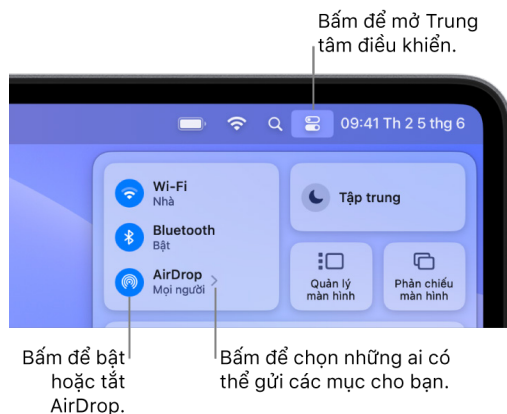 Bấm để mở Trung
tâm điều khiển.
09:41 Th 2 5 thg 6
Wi-Fi
Nhà
Tập trung
Bluetooth
Bật
AirDrop
Mọi người
Quản lý
màn hình
Phản chiếu
màn hình
Bấm để bật
hoặc tắt
AirDrop.
Bấm để chọn những ai có
thể gửi các mục cho bạn.